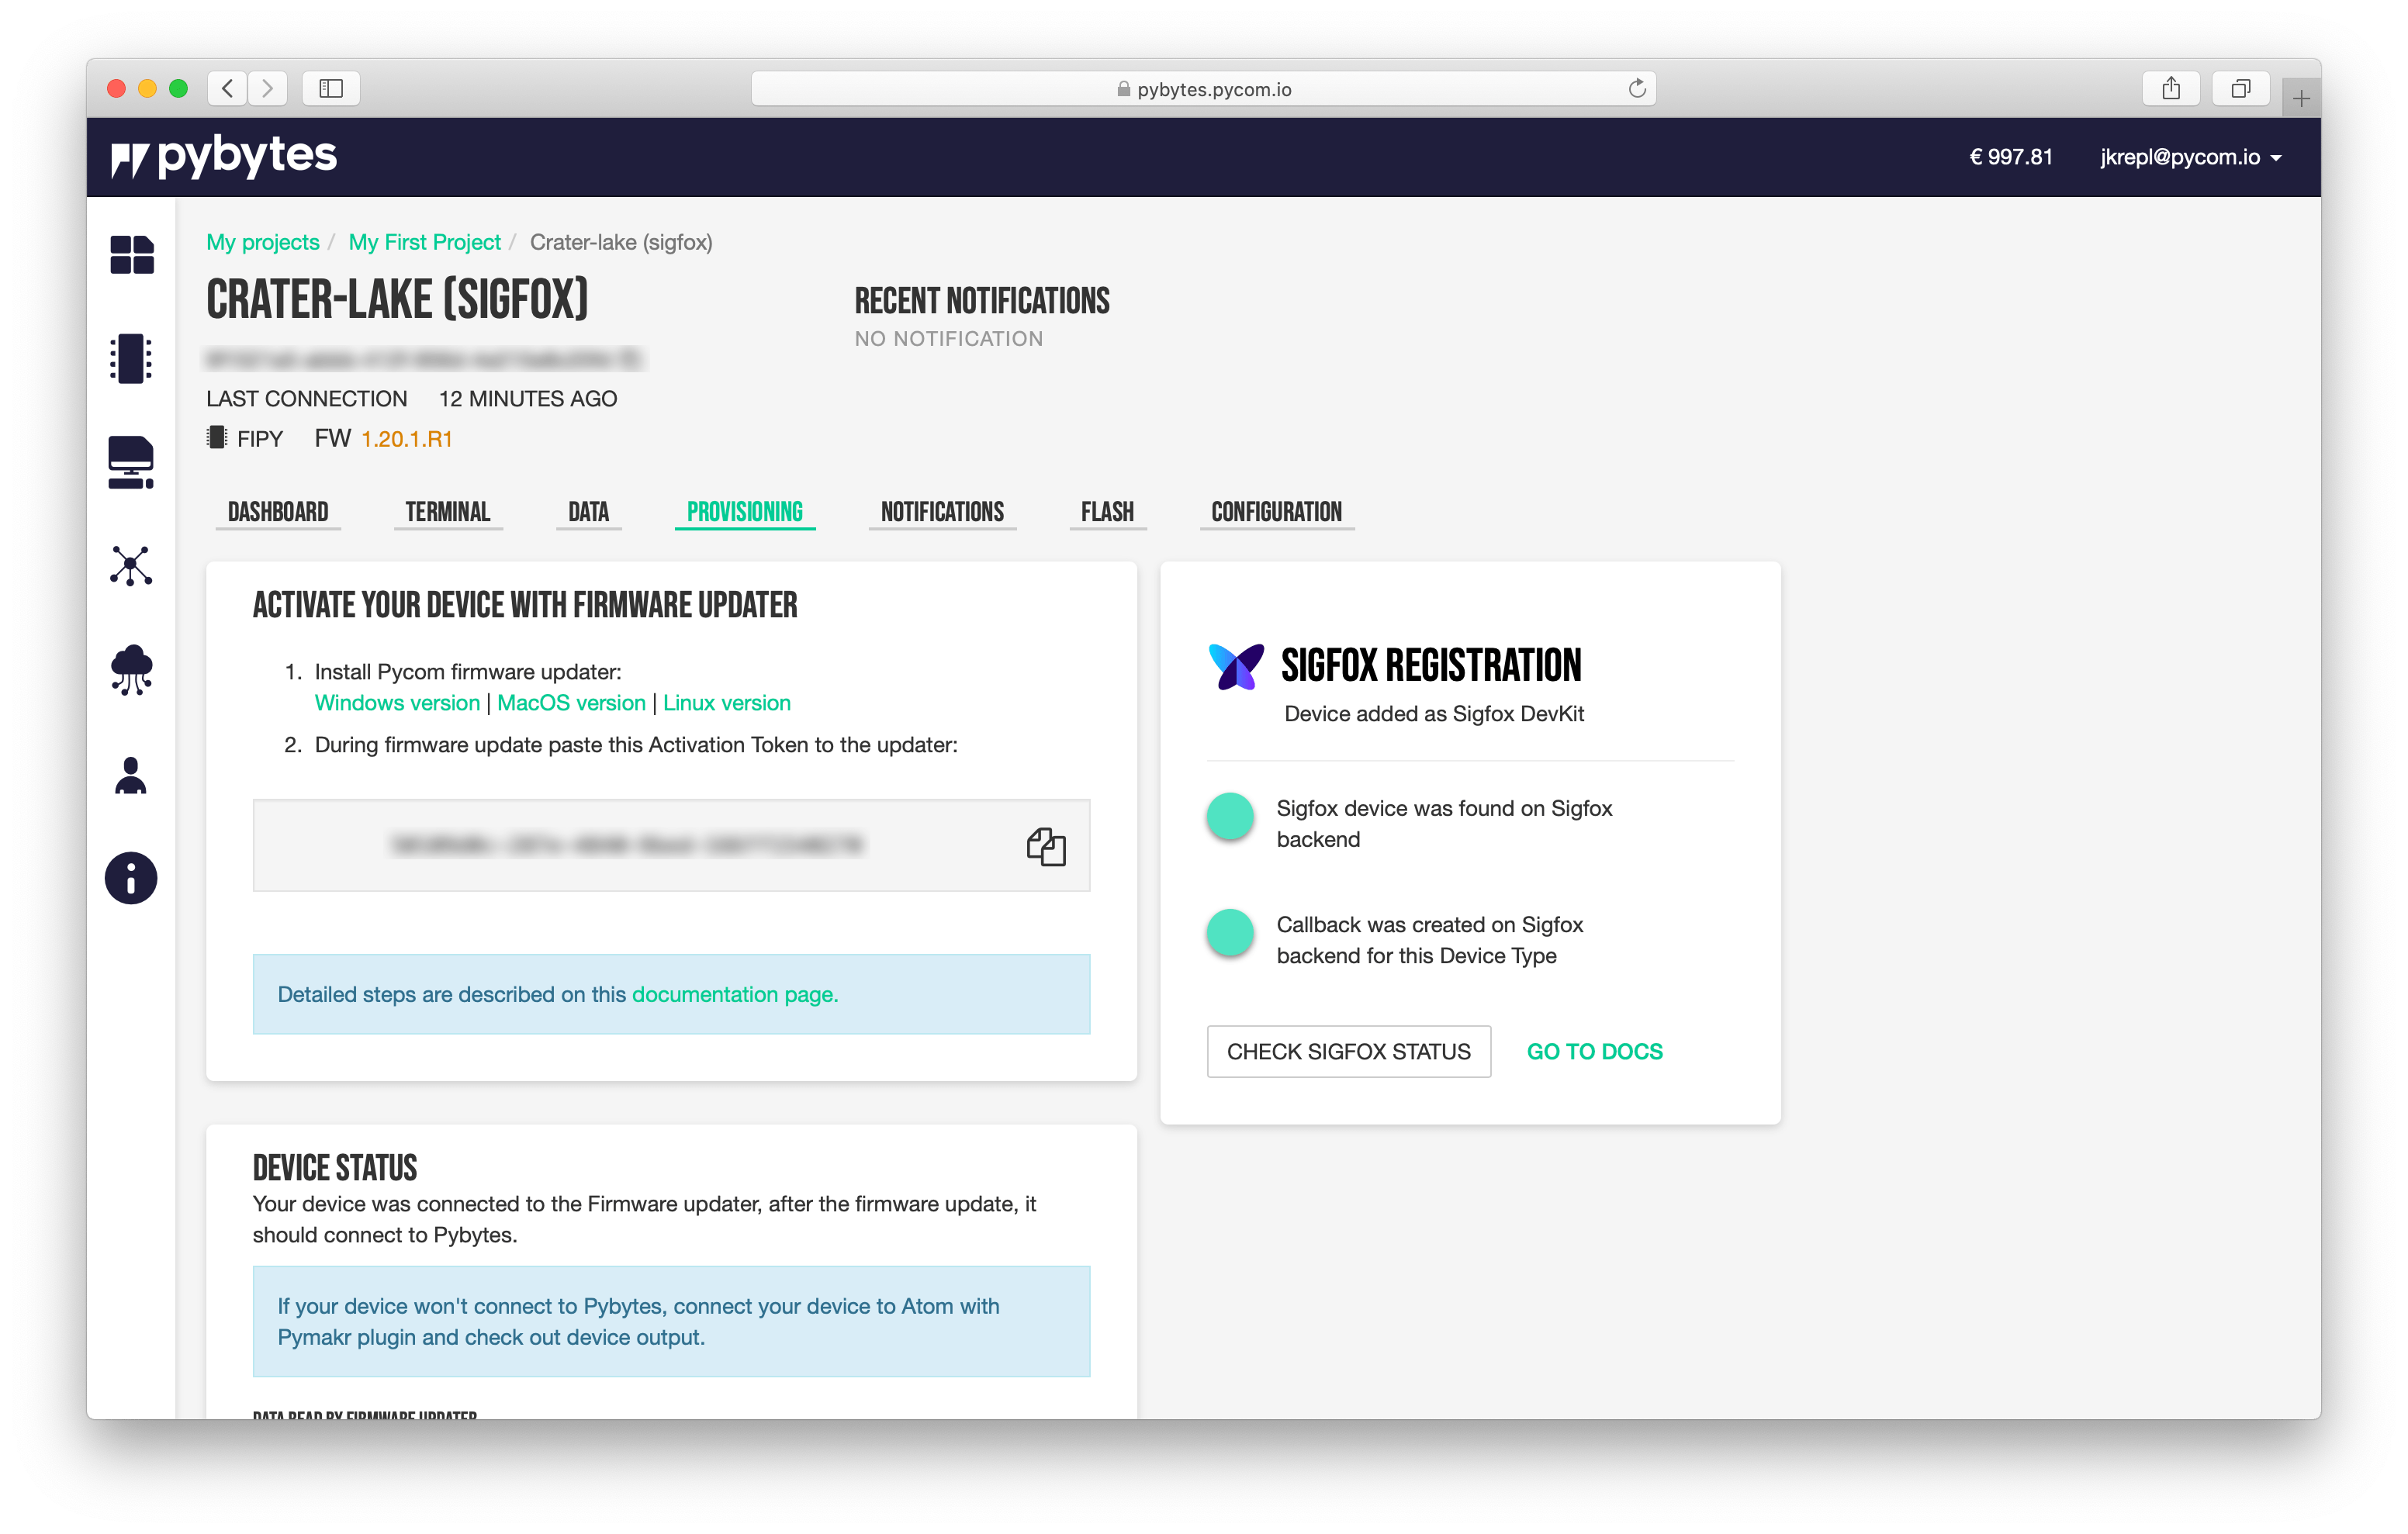 pybytes.pycom.io
pybytes
€ 997.81
jkrepl@pycom.io
My projects / My First Project / Crater-lake (sigfox)
CRATER-LAKE (SIGFOX)
RECENT NOTIFICATIONS
NO NOTIFICATION
LAST CONNECTION 12 MINUTES AGO
FIPY FW 1.20.1.R1
DASHBOARD TERMINAL DATA PROVISIONING NOTIFICATIONS FLASH CONFIGURATION
ACTIVATE YOUR DEVICE WITH FIRMWARE UPDATER
1. Install Pycom firmware updater:
Windows version | MacOS version | Linux version
2. During firmware update paste this Activation Token to the updater:
Detailed steps are described on this documentation page.
SIGFOX REGISTRATION
Device added as Sigfox DevKit
Sigfox device was found on Sigfox
backend
Callback was created on Sigfox
backend for this Device Type
CHECK SIGFOX STATUS GO TO DOCS
DEVICE STATUS
Your device was connected to the Firmware updater, after the firmware update, it
should connect to Pybytes.
If your device won't connect to Pybytes, connect your device to Atom with
Pymakr plugin and check out device output.
DATA READ BY FIRMWARE UPDATER